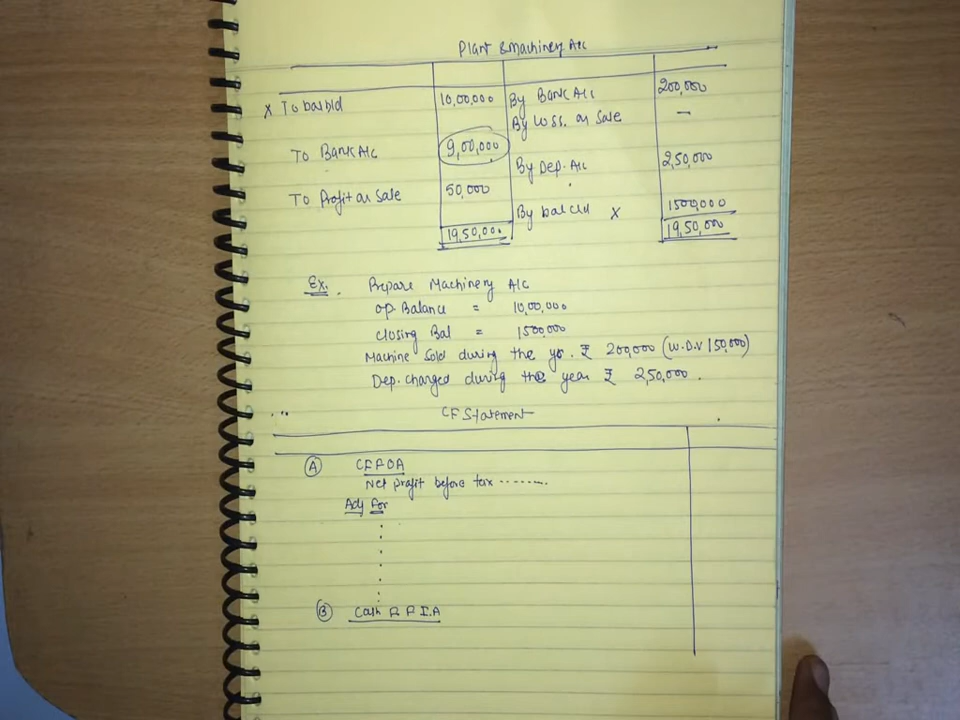 Plant & Machinery A/c
x To bal b/d 10,00,000 By Bank A/c 200,000
By Loss on Sale —
To Bank A/c 9,00,000
By Dep. A/c 2,50,000
To Profit on Sale 50,000
By bal c/d x 1500,000
19,50,000 19,50,000
Ex. Prepare Machinery A/c
op. Balance = 10,00,000
closing Bal = 1500,000
Machine Sold during the yr. ₹ 200,000 (W.D.V 150,000)
Dep. charged during the year ₹ 2,50,000.
CF Statement
(A) CFFOA
Net profit before tax ........
Adj For
(B) Cash F F I.A